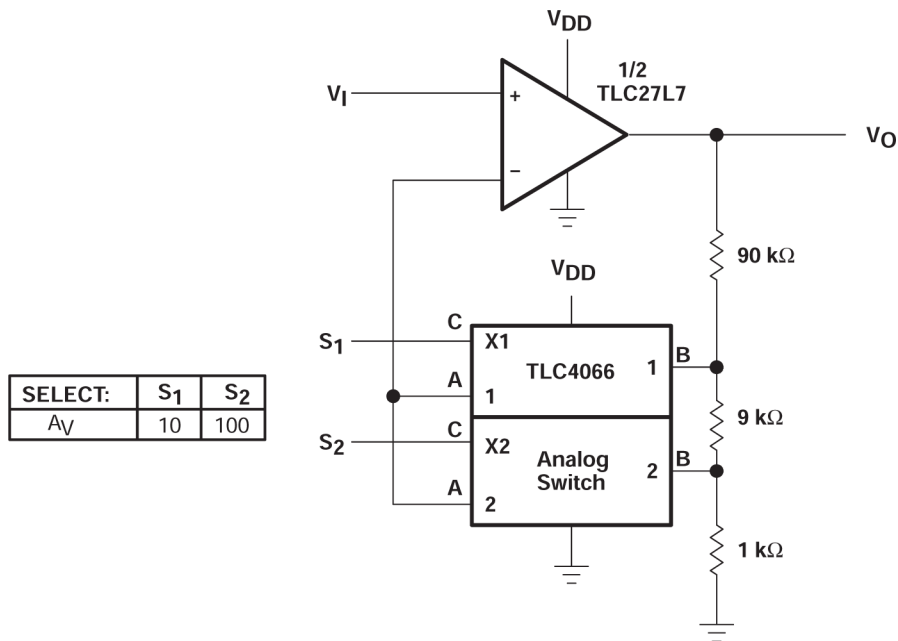 VDD
1/2
TLC27L7
VI
+
−
VO
90 kΩ
VDD
S1
C
X1
TLC4066
1
B
A
1
9 kΩ
S2
C
X2
Analog
Switch
2
B
A
2
1 kΩ
SELECT: S1 S2
AV 10 100